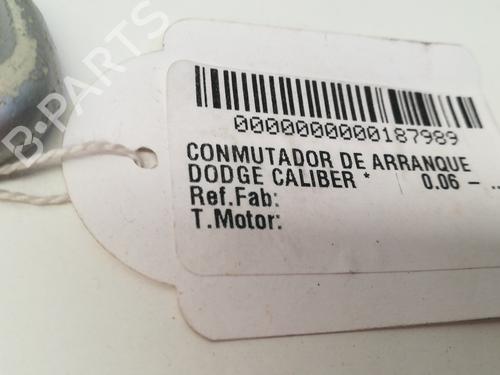 B-PARTS
0000000000187989
CONMUTADOR DE ARRANQUE
DODGE CALIBER * 0.06 - ..
Ref.Fab:
T.Motor: